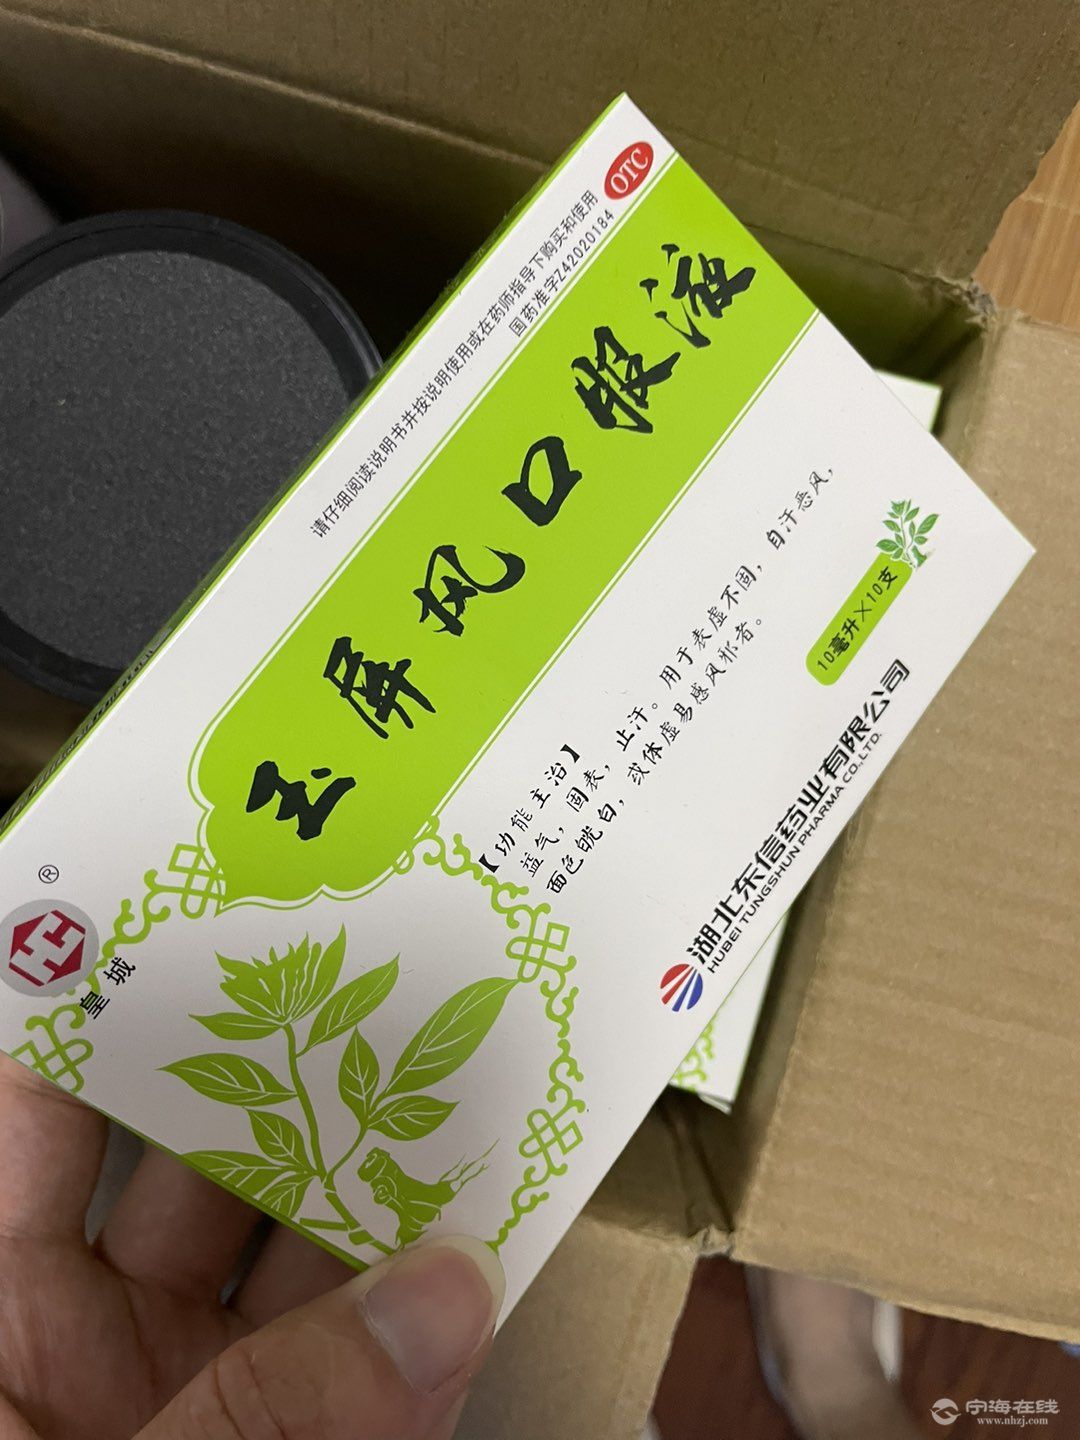 OTC
请仔细阅读说明书并按说明使用或在药师指导下购买和使用
国药准字Z42020184
玉屏风口服液
【功能主治】
益气，固表，止汗。用于表虚不固，自汗恶风，
面色㿠白，或体虚易感风邪者。
10毫升×10支
湖北东信药业有限公司
HUBEI TUNGSHUN PHARMA CO.,LTD.
®
皇城
宁海在线
www.nhzj.com